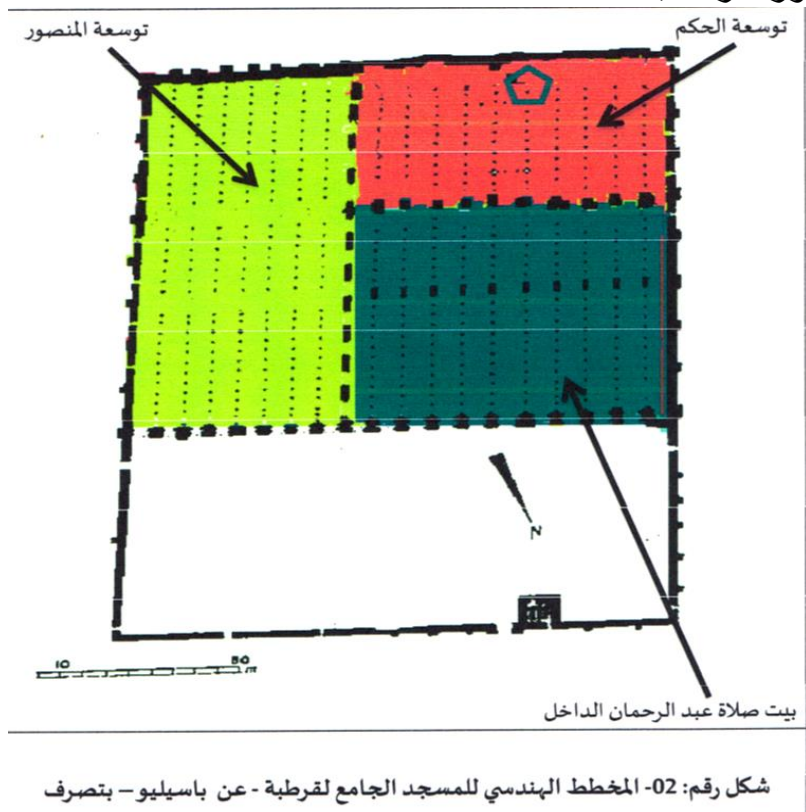 توسعة الحكم
توسعة المنصور
N
10
50
بيت صلاة عبد الرحمان الداخل
شكل رقم: 02- المخطط الهندسي للمسجد الجامع لقرطبة - عن باسيليو – بتصرف